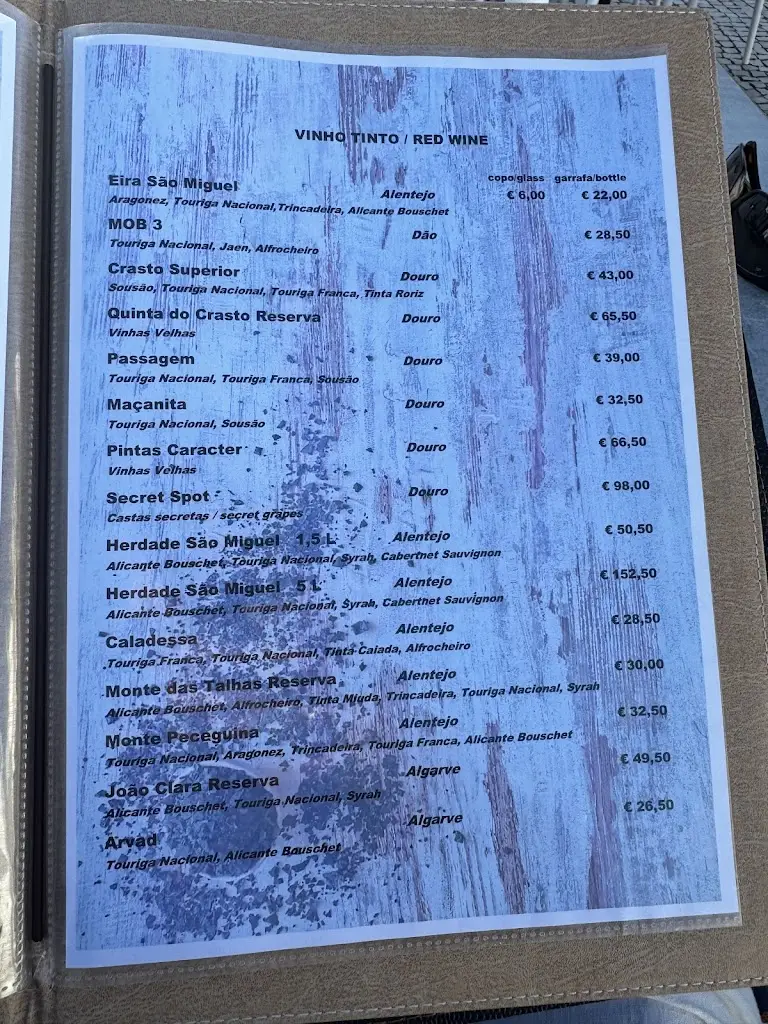 VINHO TINTO / RED WINE
copo/glass garrafa/bottle
Eira São Miguel Alentejo € 6,00 € 22,00
Aragonez, Touriga Nacional,Trincadeira, Alicante Bouschet
MOB 3 Dão € 28,50
Touriga Nacional, Jaen, Alfrocheiro
Crasto Superior Douro € 43,00
Sousão, Touriga Nacional, Touriga Franca, Tinta Roriz
Quinta do Crasto Reserva Douro € 65,50
Vinhas Velhas
Passagem Douro € 39,00
Touriga Nacional, Touriga Franca, Sousão
Maçanita Douro € 32,50
Touriga Nacional, Sousão
Pintas Caracter Douro € 66,50
Vinhas Velhas
Secret Spot Douro € 98,00
Castas secretas / secret grapes
Herdade São Miguel 1,5 L Alentejo € 50,50
Alicante Bouschet, Touriga Nacional, Syrah, Caberthet Sauvignon
Herdade São Miguel 5 L Alentejo € 152,50
Alicante Bouschet, Touriga Nacional, Syrah, Caberthet Sauvignon
Caladessa Alentejo € 28,50
Touriga Franca, Touriga Nacional, Tinta Caiada, Alfrocheiro
Monte das Talhas Reserva Alentejo € 30,00
Alicante Bouschet, Alfrocheiro, Tinta Miuda, Trincadeira, Touriga Nacional, Syrah
Monte Peceguina Alentejo € 32,50
Touriga Nacional, Aragonez, Trincadeira, Touriga Franca, Alicante Bouschet
João Clara Reserva Algarve € 49,50
Alicante Bouschet, Touriga Nacional, Syrah
Arvad Algarve € 26,50
Touriga Nacional, Alicante Bouschet